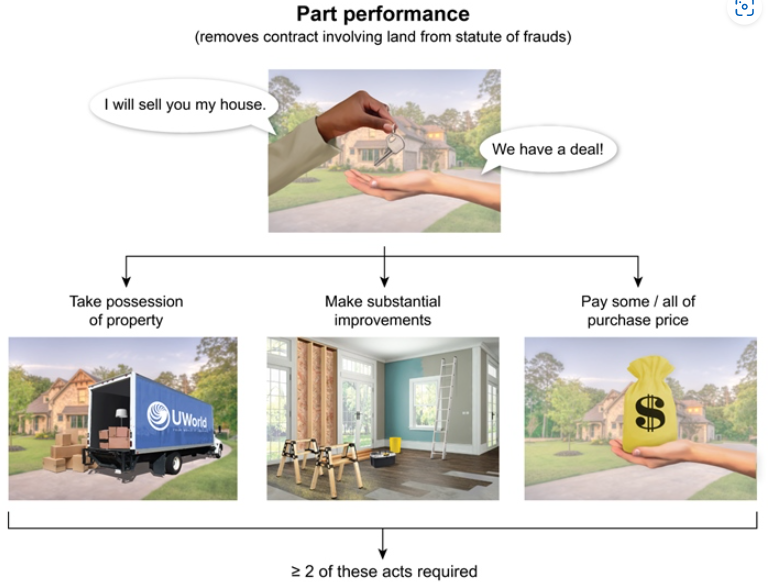 Part performance
(removes contract involving land from statute of frauds)
I will sell you my house.
We have a deal!
Take possession
of property
Make substantial
improvements
Pay some / all of
purchase price
UWorld
$
≥ 2 of these acts required